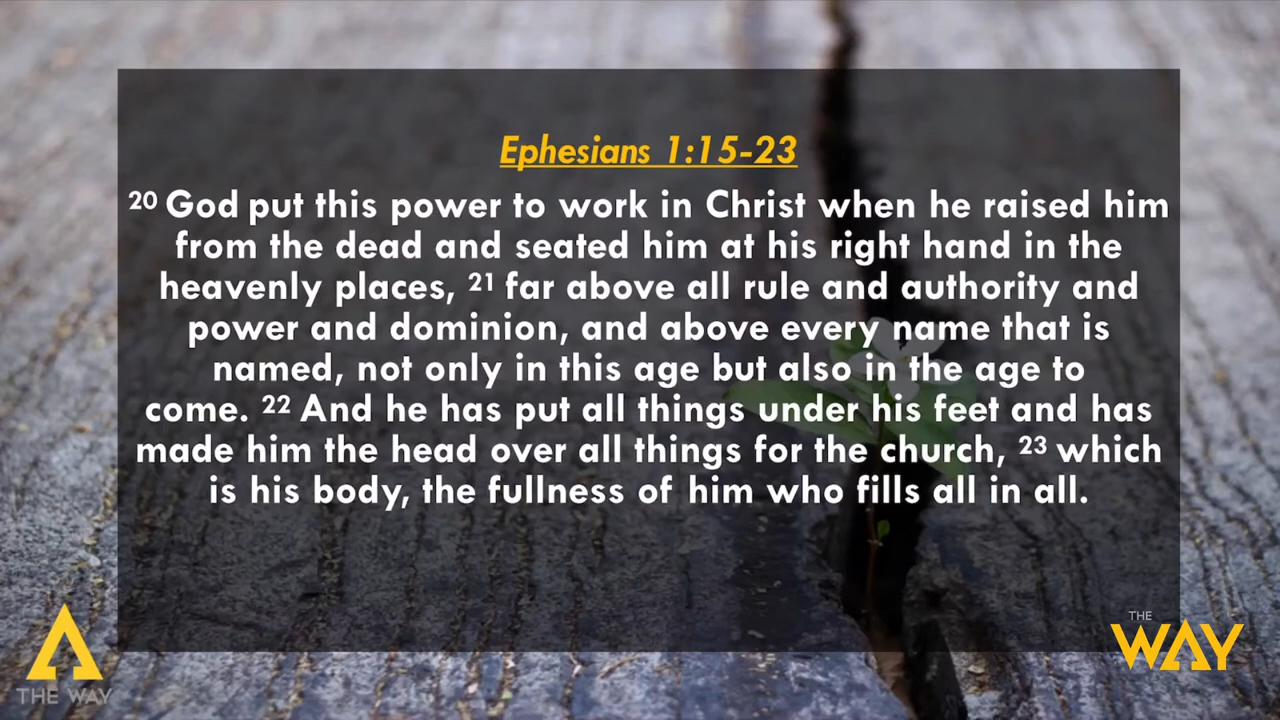 Ephesians 1:15-23
20 God put this power to work in Christ when he raised him
from the dead and seated him at his right hand in the
heavenly places, 21 far above all rule and authority and
power and dominion, and above every name that is
named, not only in this age but also in the age to
come. 22 And he has put all things under his feet and has
made him the head over all things for the church, 23 which
is his body, the fullness of him who fills all in all.
THE WAY
THE
WAY